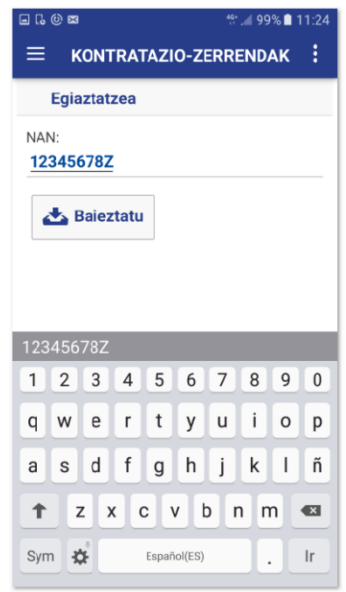 4G+ 99% 11:24
KONTRATAZIO-ZERRENDAK
Egiaztatzea
NAN:
12345678Z
Baieztatu
12345678Z
1 2 3 4 5 6 7 8 9 0
q w e r t y u i o p
a s d f g h j k l ñ
z x c v b n m
Sym Español(ES) . Ir